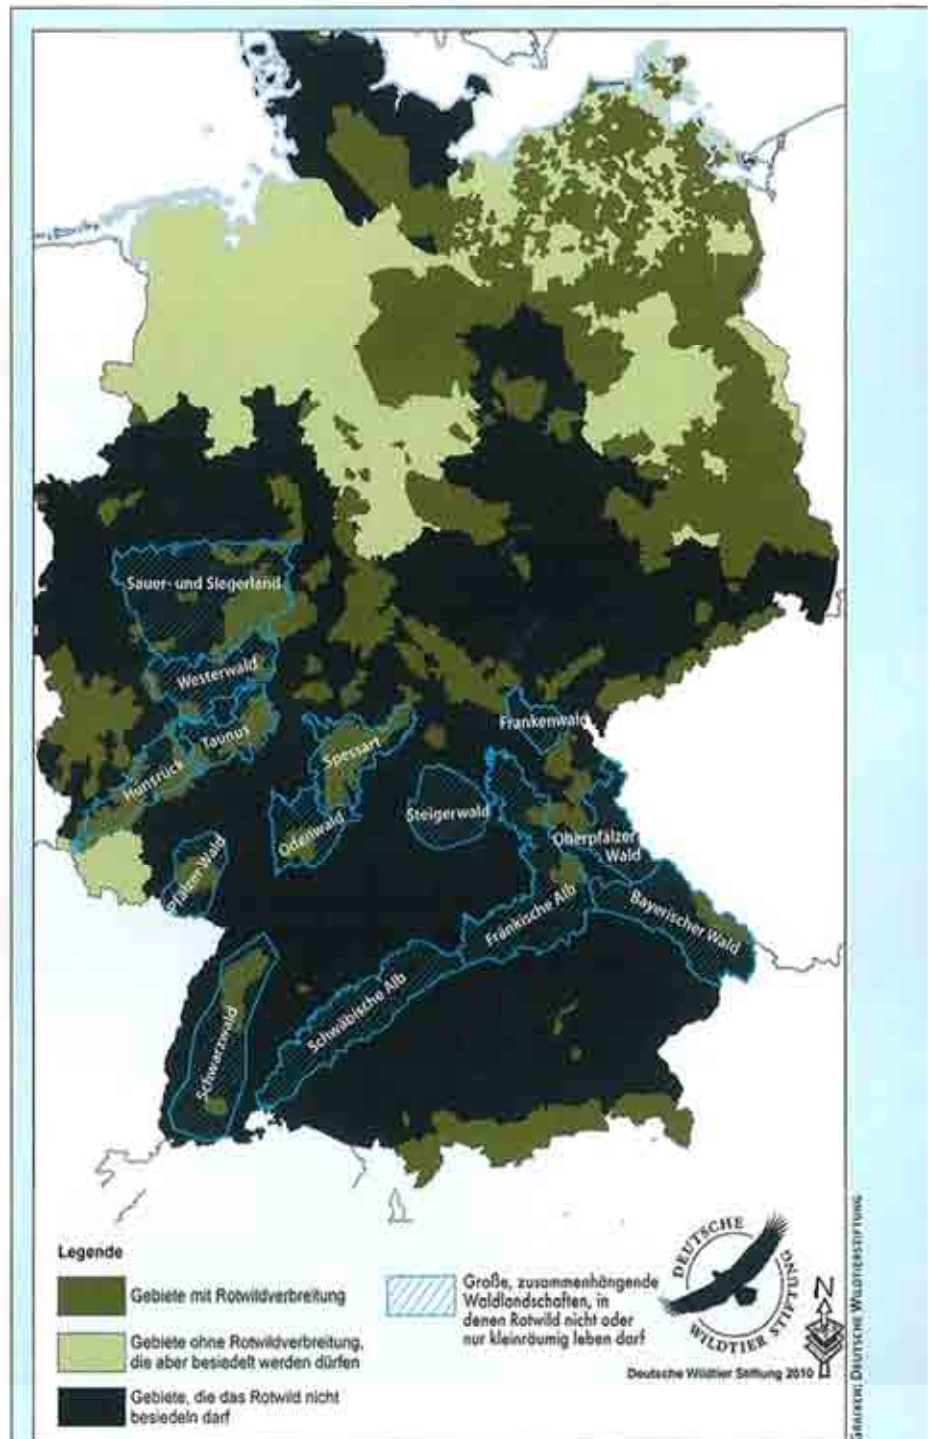 Sauer- und Siegerland
Westerwald
Taunus
Hunsrück
Frankenwald
Spessart
Steigerwald
Odenwald
Oberpfälzer
Wald
Pfälzer Wald
Fränkische Alb
Bayerischer Wald
Schwäbische Alb
Schwarzwald
Legende
Gebiete mit Rotwildverbreitung
Gebiete ohne Rotwildverbreitung,
die aber besiedelt werden dürfen
Gebiete, die das Rotwild nicht
besiedeln darf
Große, zusammenhängende
Waldlandschaften, in
denen Rotwild nicht oder
nur kleinräumig leben darf
DEUTSCHE
WILDTIER STIFTUNG
Deutsche Wildtier Stiftung 2010
N
GRAFIKEN: DEUTSCHE WILDTIERSTIFTUNG